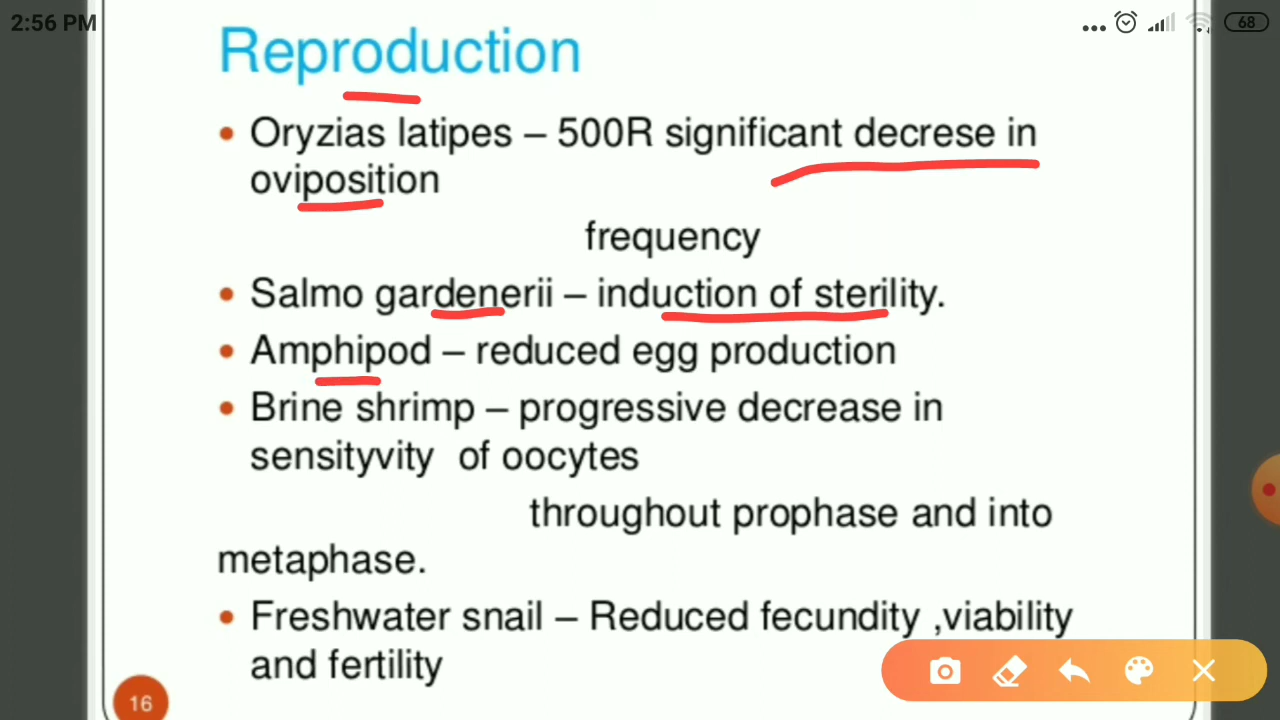 2:56 PM
68
Reproduction
• Oryzias latipes – 500R significant decrese in
oviposition
frequency
• Salmo gardenerii – induction of sterility.
• Amphipod – reduced egg production
• Brine shrimp – progressive decrease in
sensityvity of oocytes
throughout prophase and into
metaphase.
• Freshwater snail – Reduced fecundity ,viability
and fertility
16